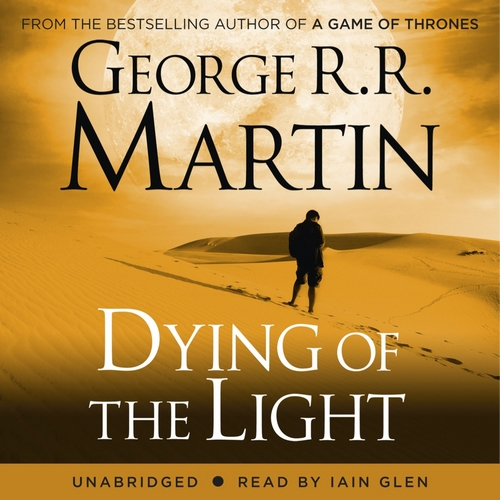 FROM THE BESTSELLING AUTHOR OF A GAME OF THRONES
GEORGE R.R.
MARTIN
DYING OF
THE LIGHT
UNABRIDGED ● READ BY IAIN GLEN